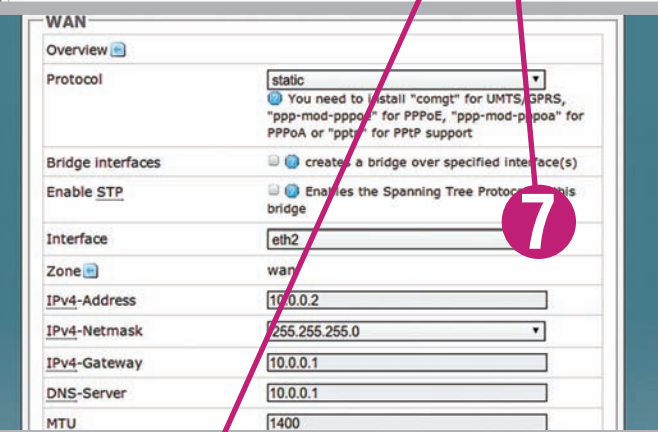 WAN
Overview
Protocol
static
You need to install "comgt" for UMTS/GPRS,
"ppp-mod-pppoe" for PPPoE, "ppp-mod-pppoa" for
PPPoA or "pptp" for PPtP support
Bridge interfaces
creates a bridge over specified interface(s)
Enable STP
Enables the Spanning Tree Protocol this
bridge
7
Interface
eth2
Zone
wan
IPv4-Address
10.0.0.2
IPv4-Netmask
255.255.255.0
IPv4-Gateway
10.0.0.1
DNS-Server
10.0.0.1
MTU
1400